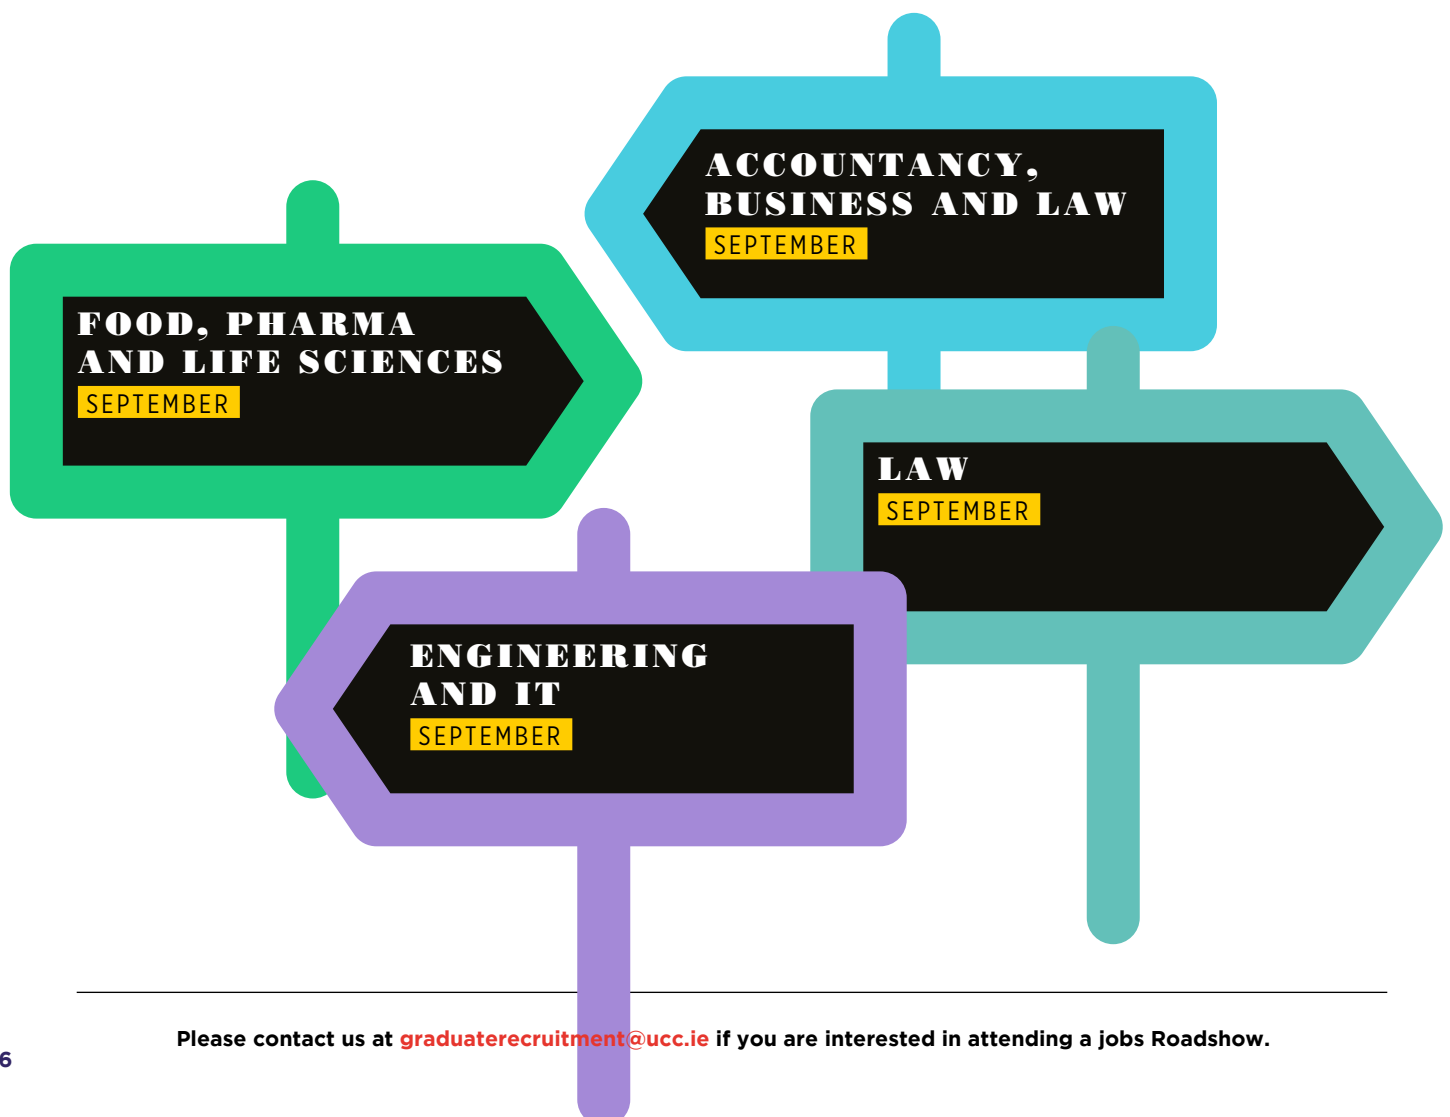 ACCOUNTANCY,
BUSINESS AND LAW
SEPTEMBER
FOOD, PHARMA
AND LIFE SCIENCES
SEPTEMBER
LAW
SEPTEMBER
ENGINEERING
AND IT
SEPTEMBER
Please contact us at graduaterecruitment@ucc.ie if you are interested in attending a jobs Roadshow.
6